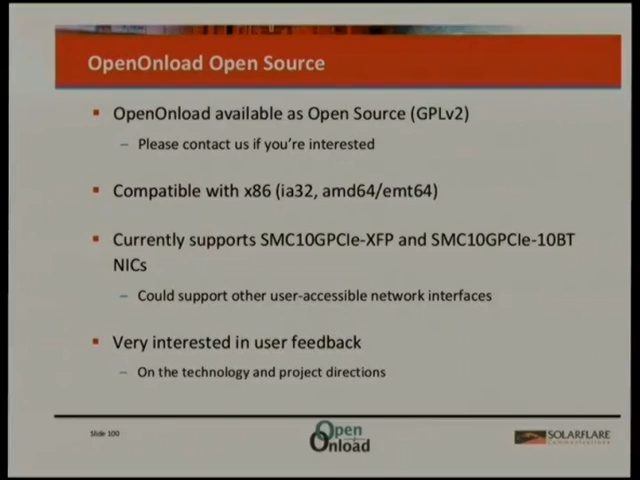 OpenOnload Open Source
▪ OpenOnload available as Open Source (GPLv2)
– Please contact us if you're interested
▪ Compatible with x86 (ia32, amd64/emt64)
▪ Currently supports SMC10GPCIe-XFP and SMC10GPCIe-10BT
NICs
– Could support other user-accessible network interfaces
▪ Very interested in user feedback
– On the technology and project directions
Slide 100
Open
Onload
SOLARFLARE
Communications